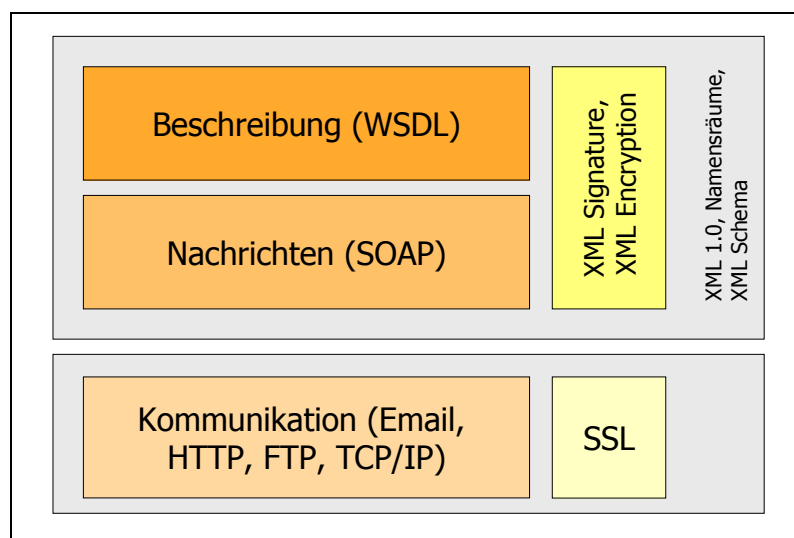 Beschreibung (WSDL)
Nachrichten (SOAP)
XML Signature,
XML Encryption
XML 1.0, Namensräume,
XML Schema
Kommunikation (Email,
HTTP, FTP, TCP/IP)
SSL